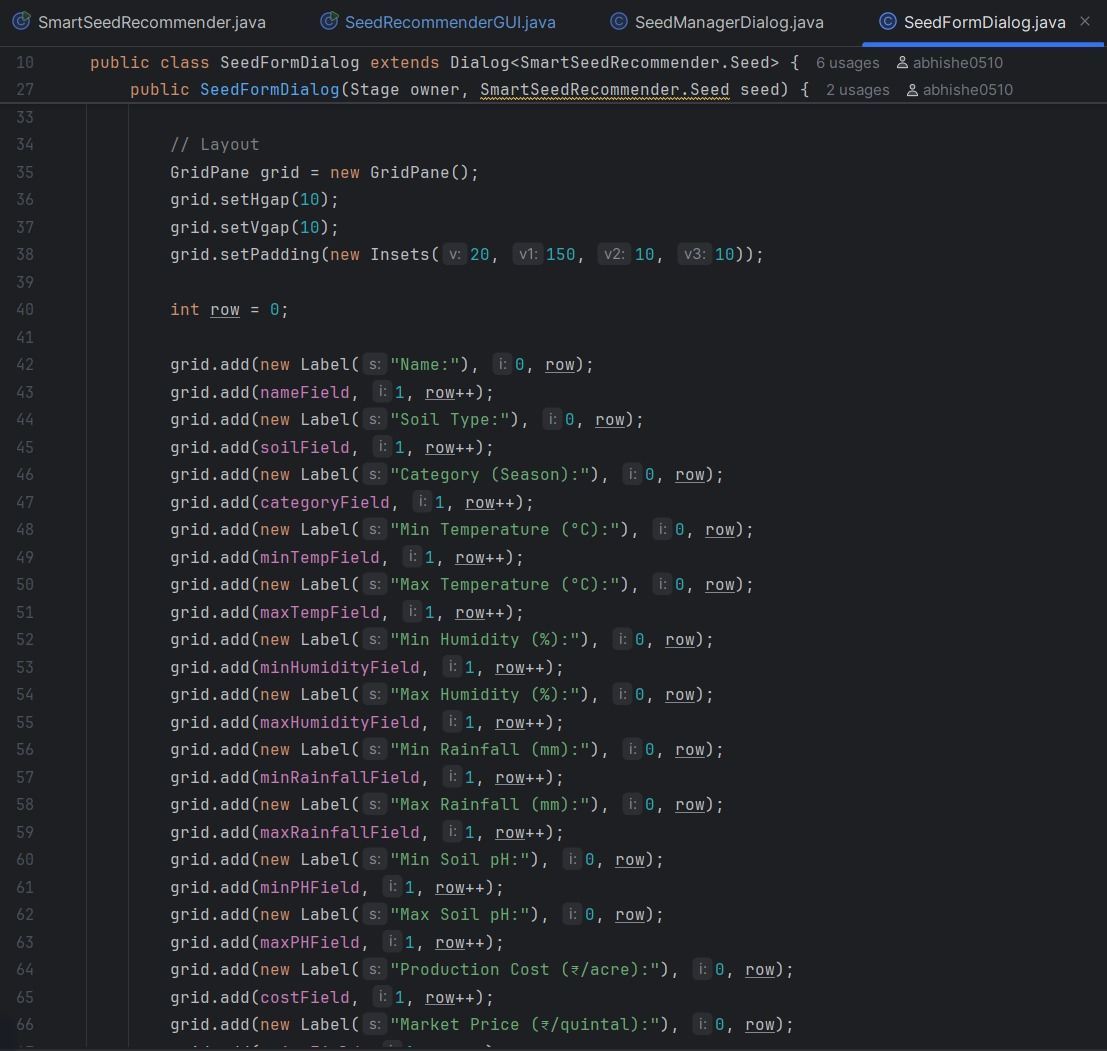 SmartSeedRecommender.java SeedRecommenderGUI.java SeedManagerDialog.java SeedFormDialog.java ×
10 public class SeedFormDialog extends Dialog<SmartSeedRecommender.Seed> { 6 usages abhishe0510
27 public SeedFormDialog(Stage owner, SmartSeedRecommender.Seed seed) { 2 usages abhishe0510
33
34 // Layout
35 GridPane grid = new GridPane();
36 grid.setHgap(10);
37 grid.setVgap(10);
38 grid.setPadding(new Insets( v: 20, v1: 150, v2: 10, v3: 10));
39
40 int row = 0;
41
42 grid.add(new Label( s: "Name:"), i: 0, row);
43 grid.add(nameField, i: 1, row++);
44 grid.add(new Label( s: "Soil Type:"), i: 0, row);
45 grid.add(soilField, i: 1, row++);
46 grid.add(new Label( s: "Category (Season):"), i: 0, row);
47 grid.add(categoryField, i: 1, row++);
48 grid.add(new Label( s: "Min Temperature (°C):"), i: 0, row);
49 grid.add(minTempField, i: 1, row++);
50 grid.add(new Label( s: "Max Temperature (°C):"), i: 0, row);
51 grid.add(maxTempField, i: 1, row++);
52 grid.add(new Label( s: "Min Humidity (%):"), i: 0, row);
53 grid.add(minHumidityField, i: 1, row++);
54 grid.add(new Label( s: "Max Humidity (%):"), i: 0, row);
55 grid.add(maxHumidityField, i: 1, row++);
56 grid.add(new Label( s: "Min Rainfall (mm):"), i: 0, row);
57 grid.add(minRainfallField, i: 1, row++);
58 grid.add(new Label( s: "Max Rainfall (mm):"), i: 0, row);
59 grid.add(maxRainfallField, i: 1, row++);
60 grid.add(new Label( s: "Min Soil pH:"), i: 0, row);
61 grid.add(minPHField, i: 1, row++);
62 grid.add(new Label( s: "Max Soil pH:"), i: 0, row);
63 grid.add(maxPHField, i: 1, row++);
64 grid.add(new Label( s: "Production Cost (₹/acre):"), i: 0, row);
65 grid.add(costField, i: 1, row++);
66 grid.add(new Label( s: "Market Price (₹/quintal):"), i: 0, row);